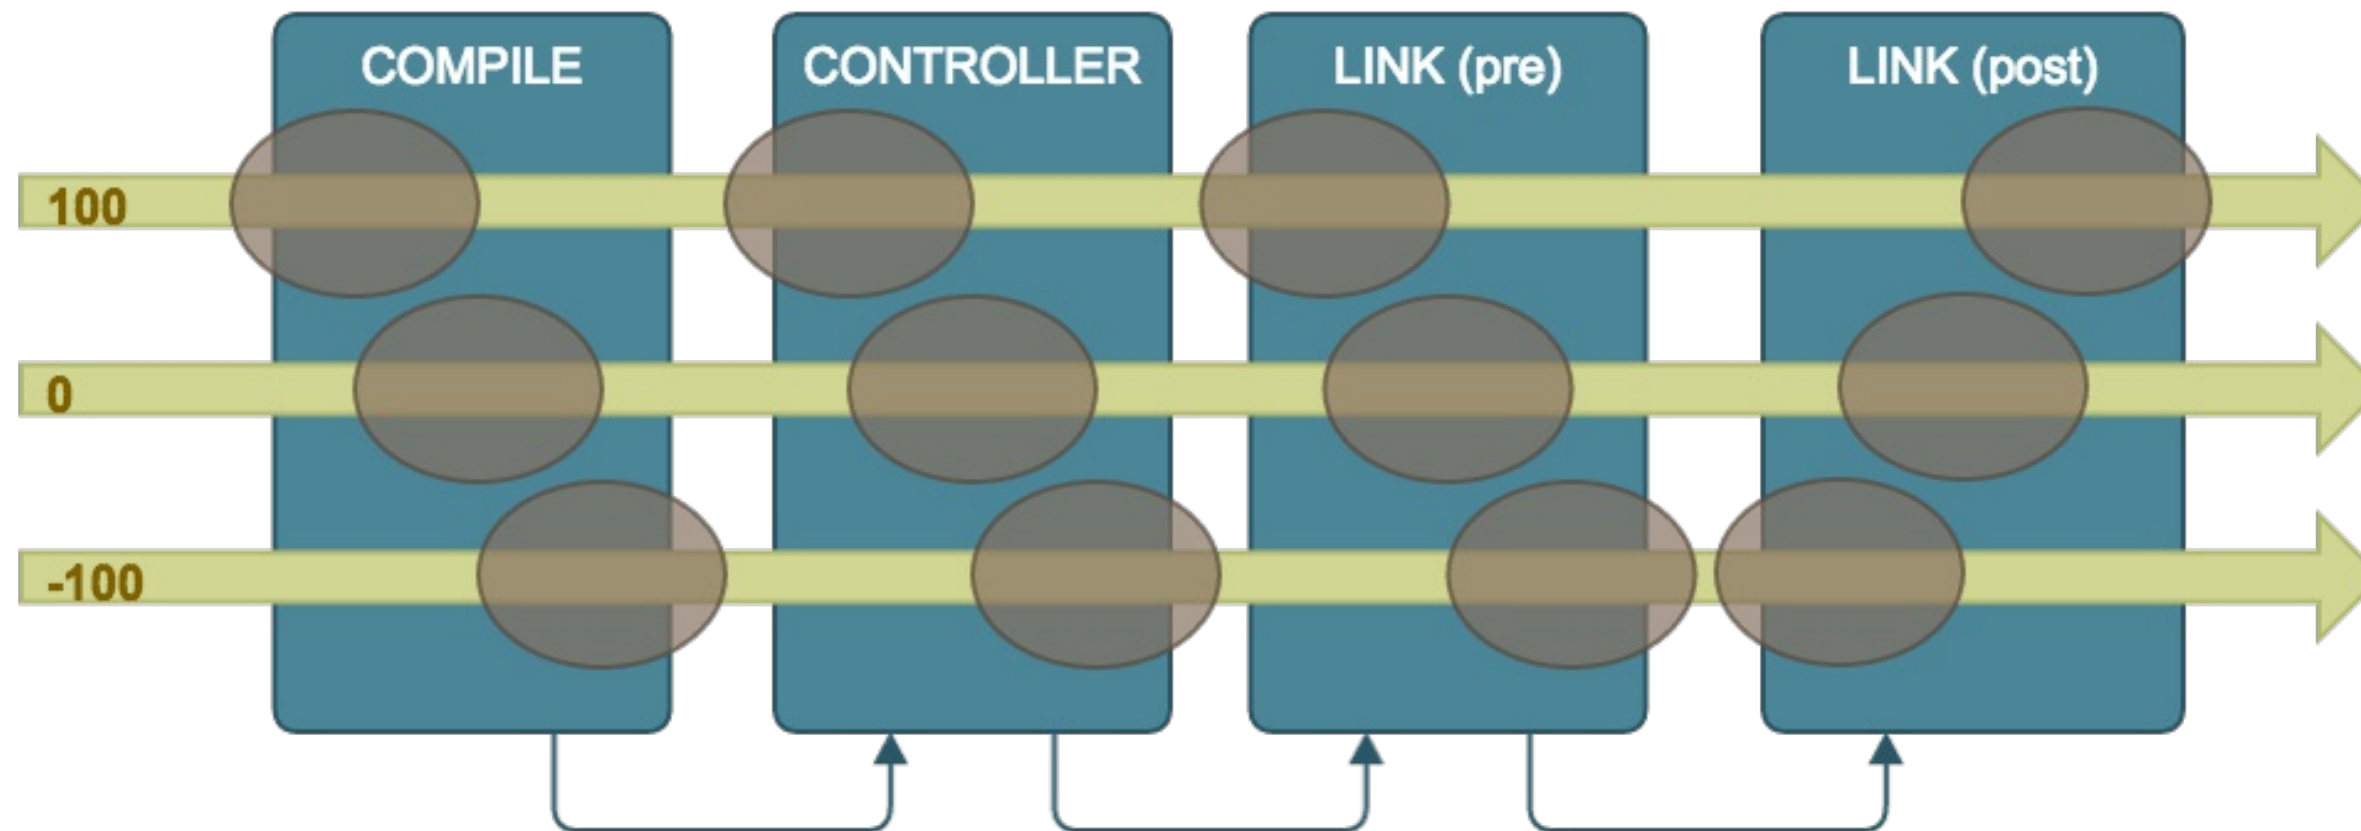 COMPILE
CONTROLLER
LINK (pre)
LINK (post)
100
0
-100